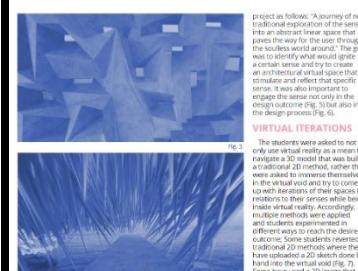 project as follows: "A journey of no
traditional exploration of the sens
into an abstract linear space that
paves the way for the user through
the soulless world around." The g
was to identify what would ignite
a certain sense and try to create
an architectural virtual space that
stimulate and reflect that specific
sense. It was also important to
engage the sense not only in the
design outcome (Fig. 5) but also in
the design process (Fig. 6).
VIRTUAL ITERATIONS
The students were asked to not
only use virtual reality as a mean t
navigate a 3D model that was buil
a traditional 2D method, rather th
were asked to immerse themselve
in the virtual void and try to come
up with iterations of their spaces i
relations to their senses while bei
inside virtual reality. Accordingly,
multiple methods were applied
and students experimented in
different ways to reach the desire
outcome; Some students reverted
traditional 2D methods where the
have uploaded a 2D sketch done
hand into the virtual void (Fig. 7).
Fig. 5